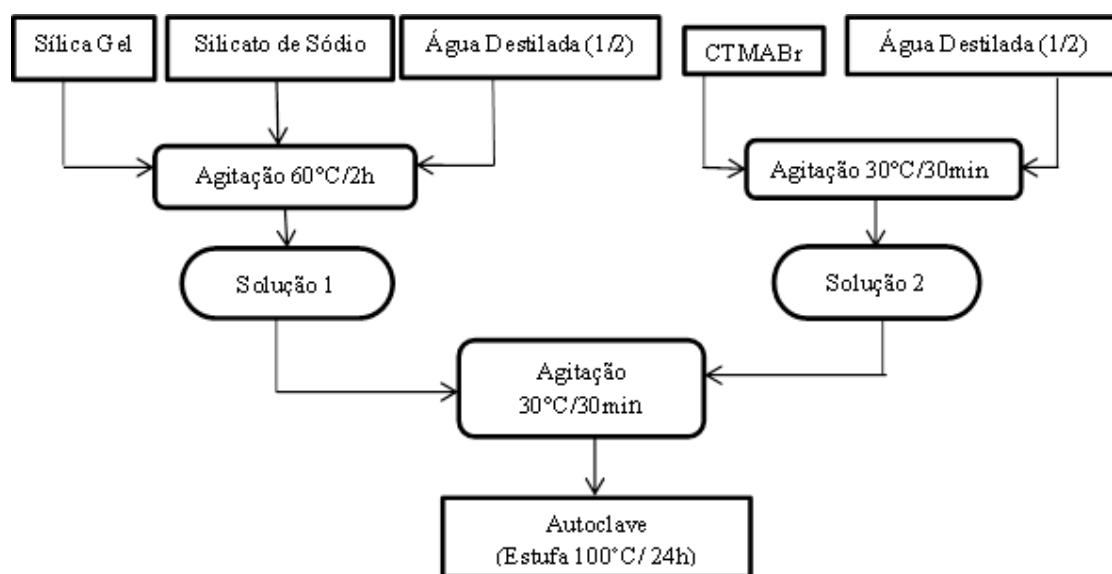 Sílica Gel
Silicato de Sódio
Água Destilada (1/2)
CTMABr
Água Destilada (1/2)
Agitação 60°C/2h
Agitação 30°C/30min
Solução 1
Solução 2
Agitação
30°C/30min
Autoclave
(Estufa 100°C/ 24h)